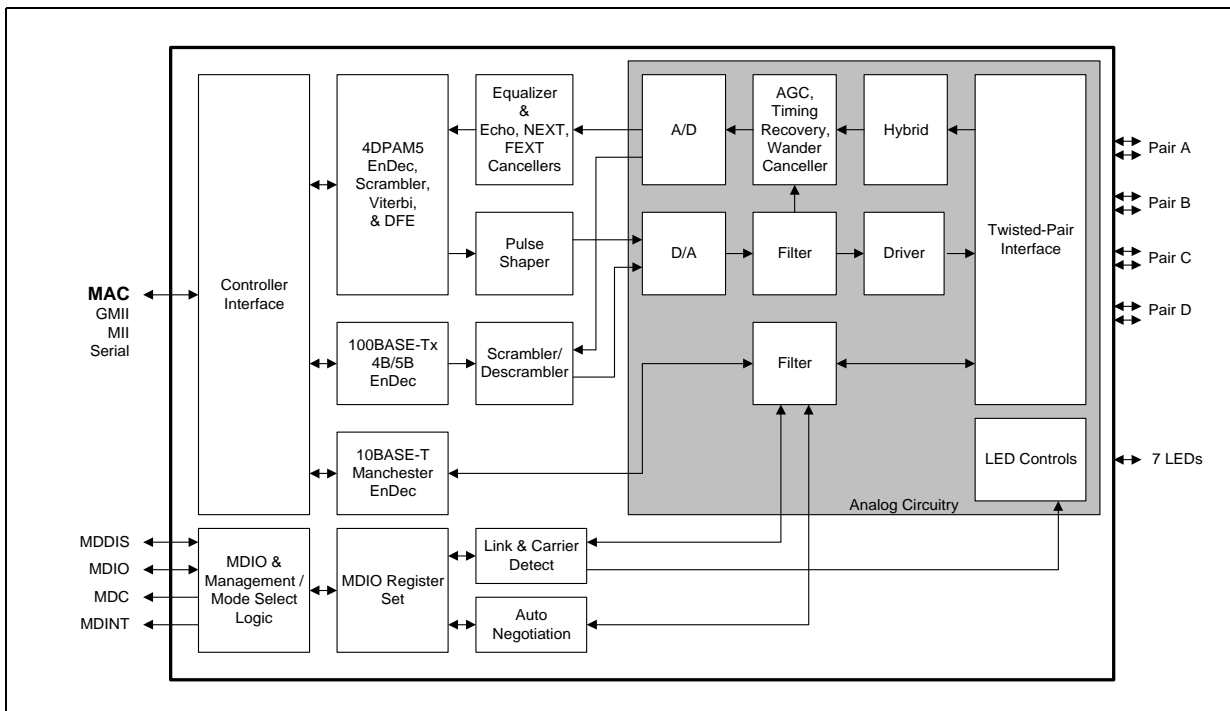 Equalizer
&
Echo, NEXT,
FEXT
Cancellers
A/D
AGC,
Timing
Recovery,
Wander
Canceller
Hybrid
4DPAM5
EnDec,
Scrambler,
Viterbi,
& DFE
Pulse
Shaper
D/A
Filter
Driver
Twisted-Pair
Interface
Pair A
Pair B
Pair C
Pair D
MAC
GMII
MII
Serial
Controller
Interface
100BASE-Tx
4B/5B
EnDec
Scrambler/
Descrambler
Filter
10BASE-T
Manchester
EnDec
LED Controls
7 LEDs
Analog Circuitry
MDDIS
MDIO
MDC
MDINT
MDIO &
Management /
Mode Select
Logic
MDIO Register
Set
Link & Carrier
Detect
Auto
Negotiation